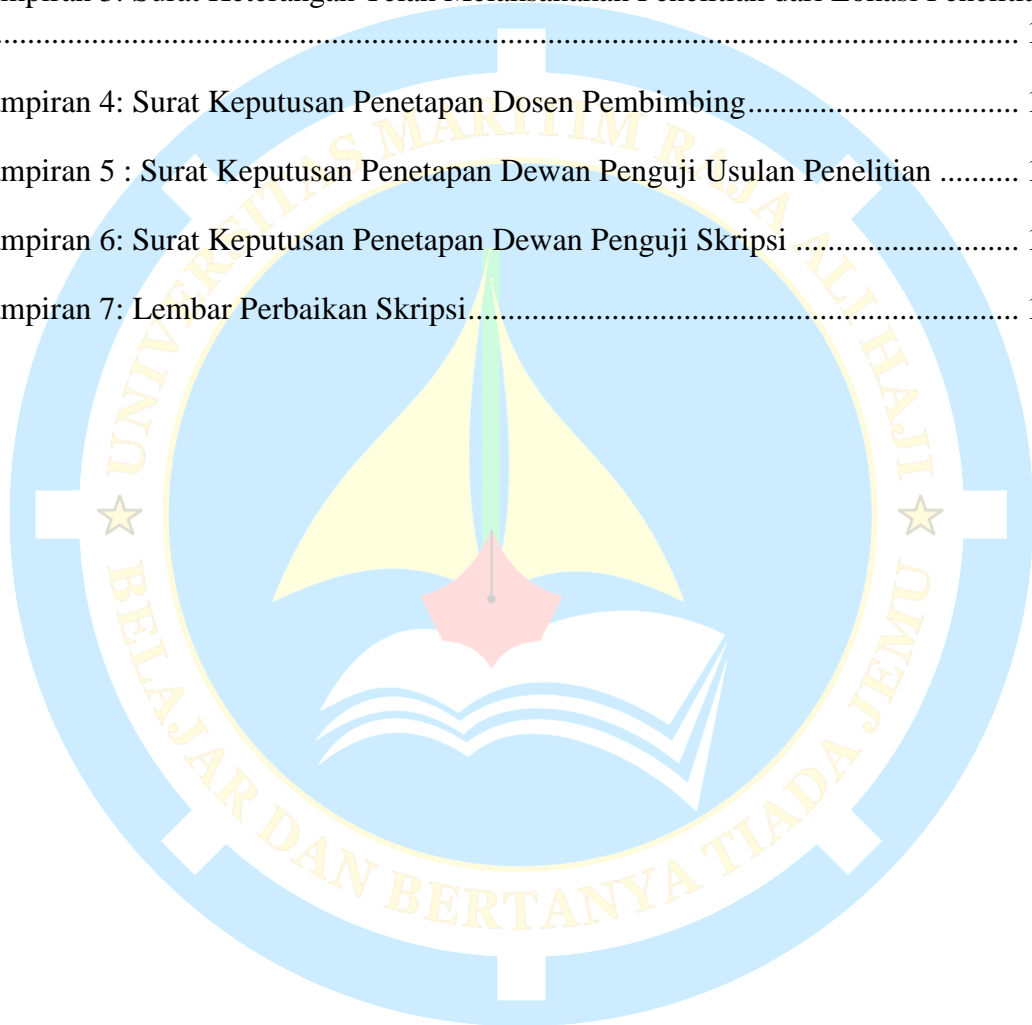 mpiran 3: Surat Keterangan Telah Melaksanakan Penelitian dari Lokasi Penelitia
................................................................................................................................ 1
mpiran 4: Surat Keputusan Penetapan Dosen Pembimbing.................................. 1
mpiran 5 : Surat Keputusan Penetapan Dewan Penguji Usulan Penelitian .......... 1
mpiran 6: Surat Keputusan Penetapan Dewan Penguji Skripsi ............................ 1
mpiran 7: Lembar Perbaikan Skripsi..................................................................... 1
UNIVERSITAS MARITIM RAJA ALI HAJI
BELAJAR DAN BERTANYA TIADA JEMU